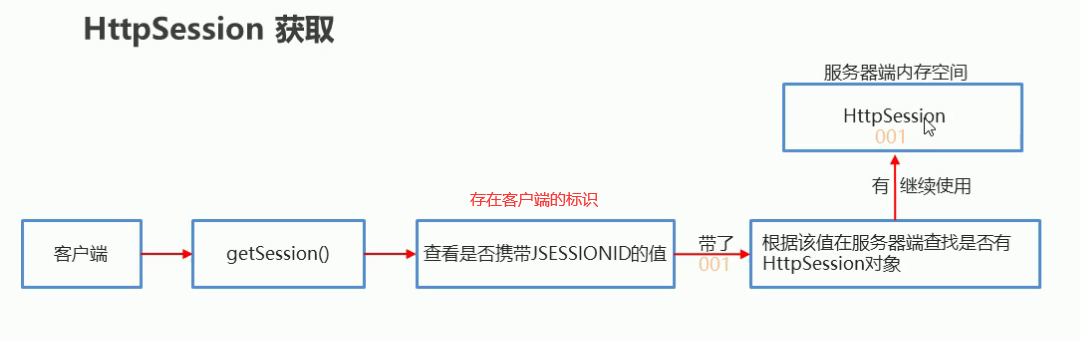 HttpSession 获取
服务器端内存空间
HttpSession
001
有 继续使用
存在客户端的标识
客户端
getSession()
查看是否携带JSESSIONID的值
带了
001
根据该值在服务器端查找是否有
HttpSession对象